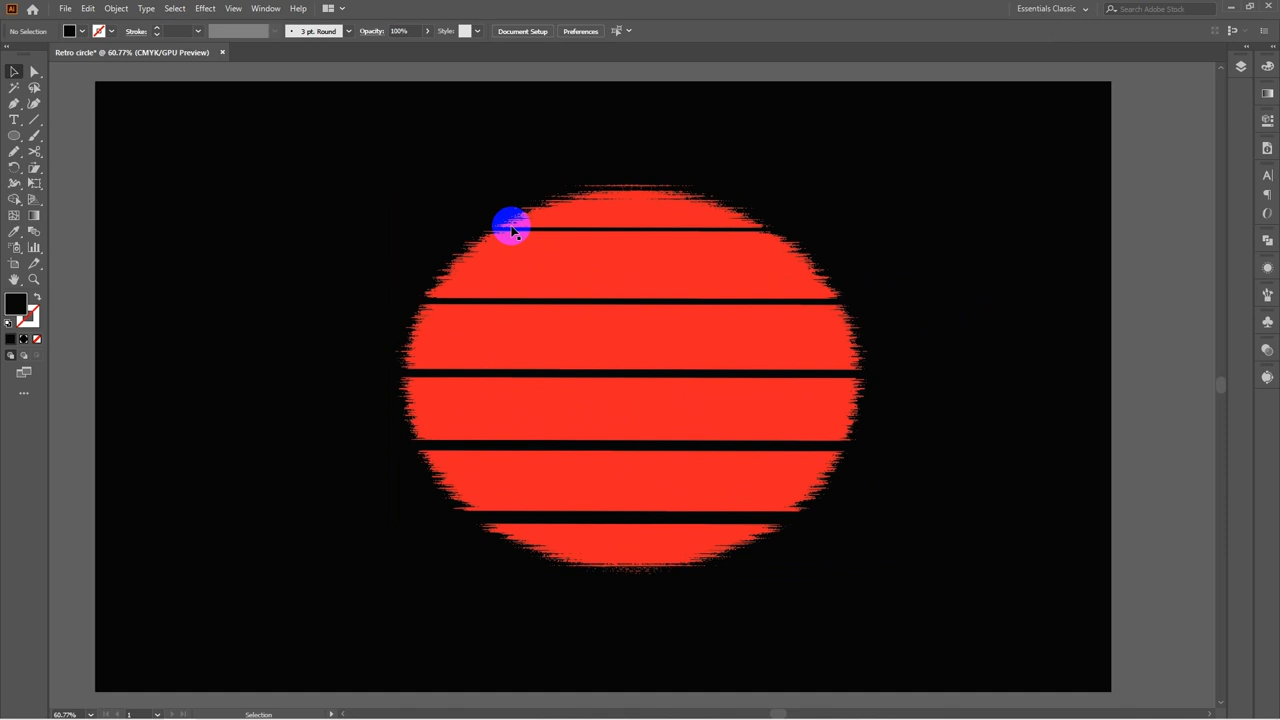 Ai File Edit Object Type Select Effect View Window Help Essentials Classic Search Adobe Stock
No Selection Stroke: 3 pt. Round Opacity: 100% Style: Document Setup Preferences
Retro circle* @ 60.77% (CMYK/GPU Preview) ×
60.77% 1 Selection